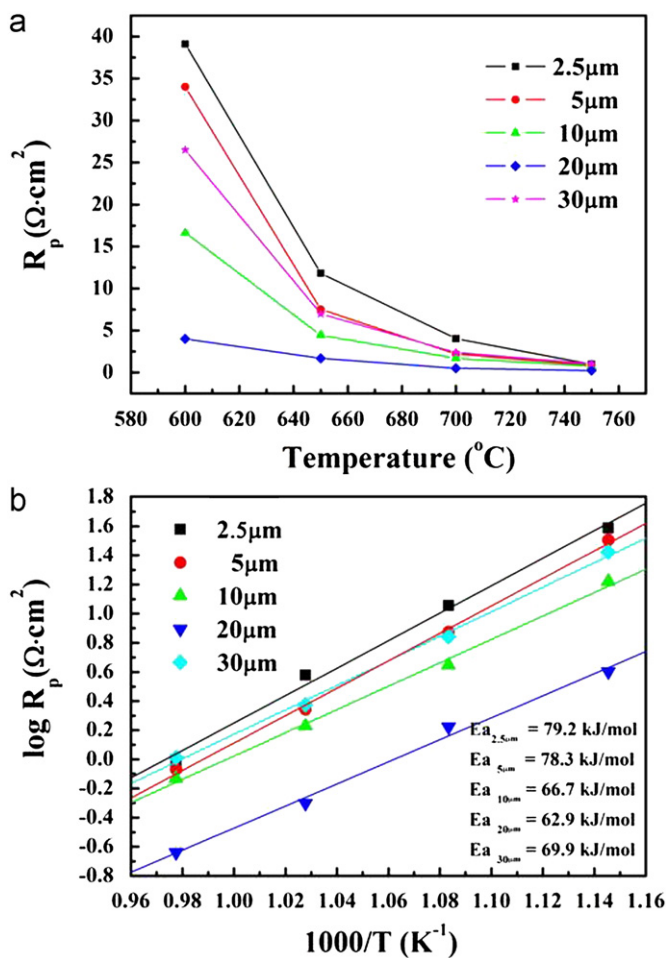 a
40
35
30
25
20
15
10
5
0
Rp (Ω·cm²)
2.5μm
5μm
10μm
20μm
30μm
580 600 620 640 660 680 700 720 740 760
Temperature (°C)
b
1.8
1.6
1.4
1.2
1.0
0.8
0.6
0.4
0.2
0.0
-0.2
-0.4
-0.6
-0.8
log Rp (Ω·cm²)
2.5μm
5μm
10μm
20μm
30μm
Ea2.5μm = 79.2 kJ/mol
Ea5μm = 78.3 kJ/mol
Ea10μm = 66.7 kJ/mol
Ea20μm = 62.9 kJ/mol
Ea30μm = 69.9 kJ/mol
0.96 0.98 1.00 1.02 1.04 1.06 1.08 1.10 1.12 1.14 1.16
1000/T (K⁻¹)